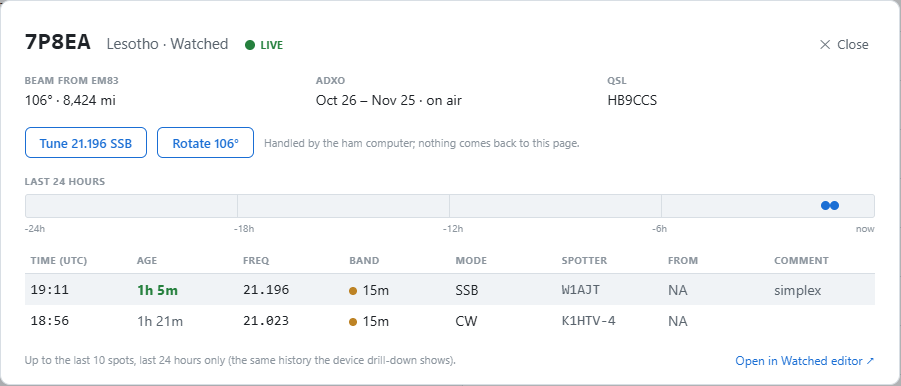 7P8EA Lesotho · Watched LIVE Close
BEAM FROM EM83 ADXO QSL
106° · 8,424 mi Oct 26 – Nov 25 · on air HB9CCS
Tune 21.196 SSB Rotate 106° Handled by the ham computer; nothing comes back to this page.
LAST 24 HOURS
-24h -18h -12h -6h now
TIME (UTC) AGE FREQ BAND MODE SPOTTER FROM COMMENT
19:11 1h 5m 21.196 15m SSB W1AJT NA simplex
18:56 1h 21m 21.023 15m CW K1HTV-4 NA
Up to the last 10 spots, last 24 hours only (the same history the device drill-down shows). Open in Watched editor ↗